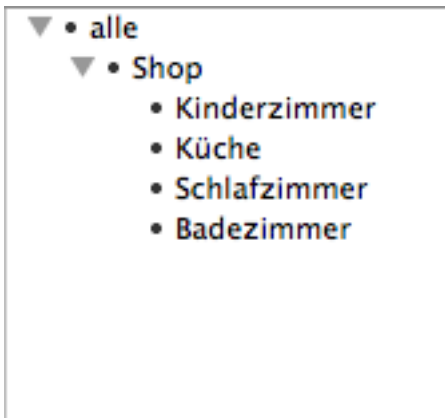 alle
Shop
Kinderzimmer
Küche
Schlafzimmer
Badezimmer